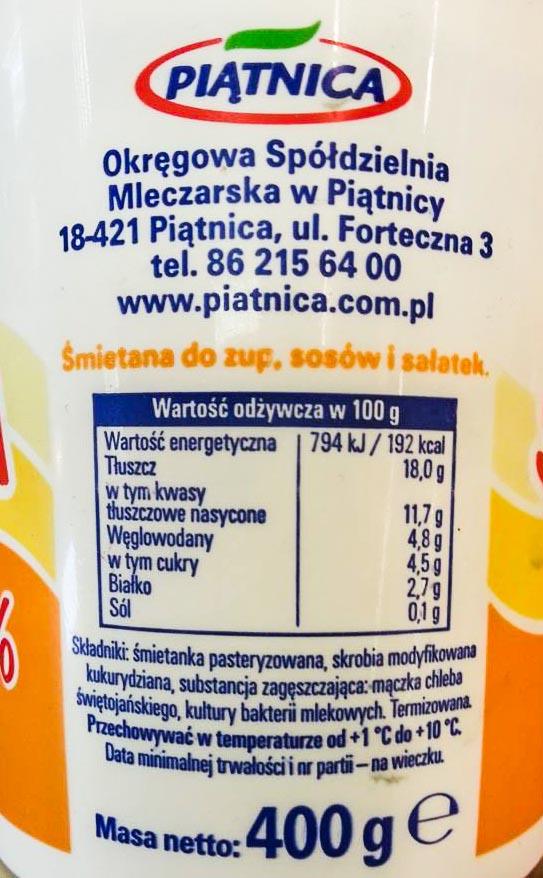 PIĄTNICA
Okręgowa Spółdzielnia
Mleczarska w Piątnicy
18-421 Piątnica, ul. Forteczna 3
tel. 86 215 64 00
www.piatnica.com.pl
Śmietana do zup, sosów i sałatek.
Wartość odżywcza w 100 g
Wartość energetyczna 794 kJ / 192 kcal
Tłuszcz 18,0 g
w tym kwasy
tłuszczowe nasycone 11,7 g
Węglowodany 4,8 g
w tym cukry 4,5 g
Białko 2,7 g
Sól 0,1 g
Składniki: śmietanka pasteryzowana, skrobia modyfikowana
kukurydziana, substancja zagęszczająca: mączka chleba
świętojańskiego, kultury bakterii mlekowych. Termizowana.
Przechowywać w temperaturze od +1 °C do +10 °C.
Data minimalnej trwałości i nr partii – na wieczku.
Masa netto: 400 g e
%